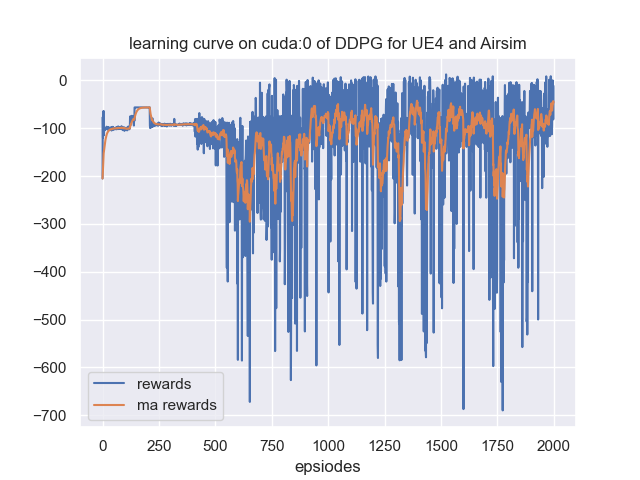 learning curve on cuda:0 of DDPG for UE4 and Airsim
0
−100
−200
−300
−400
−500
−600
−700
rewards
ma rewards
0 250 500 750 1000 1250 1500 1750 2000
epsiodes